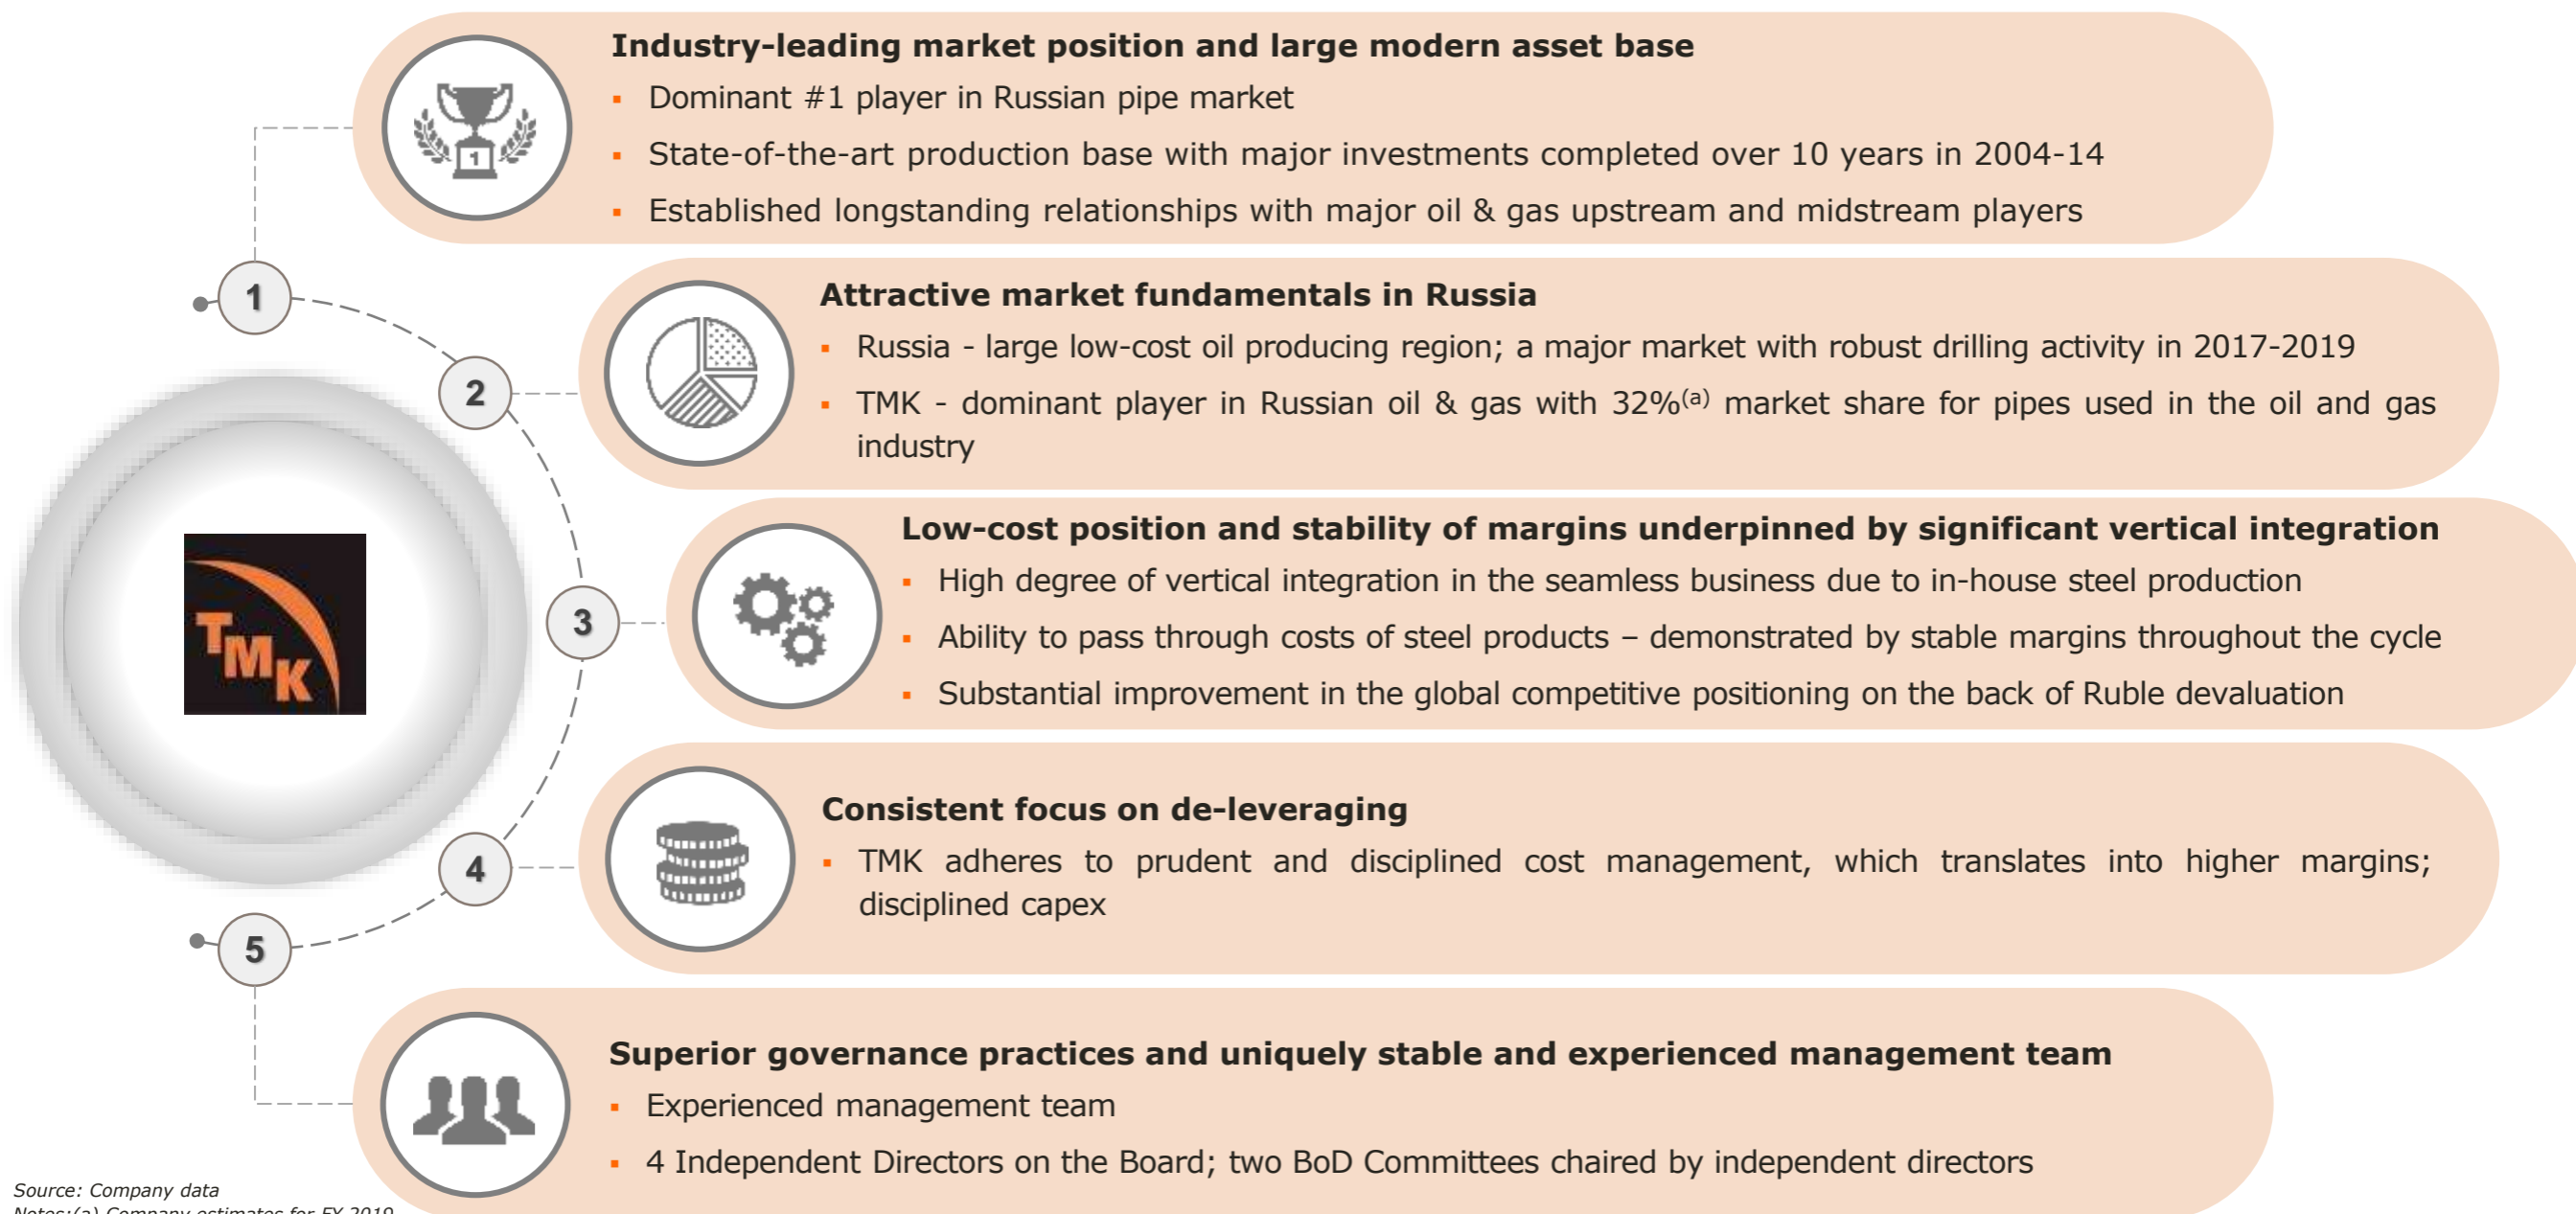 Industry-leading market position and large modern asset base
▪ Dominant #1 player in Russian pipe market
▪ State-of-the-art production base with major investments completed over 10 years in 2004-14
▪ Established longstanding relationships with major oil & gas upstream and midstream players
1
Attractive market fundamentals in Russia
▪ Russia - large low-cost oil producing region; a major market with robust drilling activity in 2017-2019
▪ TMK - dominant player in Russian oil & gas with 32%(a) market share for pipes used in the oil and gas
industry
1
2
Low-cost position and stability of margins underpinned by significant vertical integration
▪ High degree of vertical integration in the seamless business due to in-house steel production
▪ Ability to pass through costs of steel products – demonstrated by stable margins throughout the cycle
▪ Substantial improvement in the global competitive positioning on the back of Ruble devaluation
TMK
3
Consistent focus on de-leveraging
▪ TMK adheres to prudent and disciplined cost management, which translates into higher margins;
disciplined capex
4
5
Superior governance practices and uniquely stable and experienced management team
▪ Experienced management team
▪ 4 Independent Directors on the Board; two BoD Committees chaired by independent directors
Source: Company data
Notes:(a) Company estimates for FY 2019